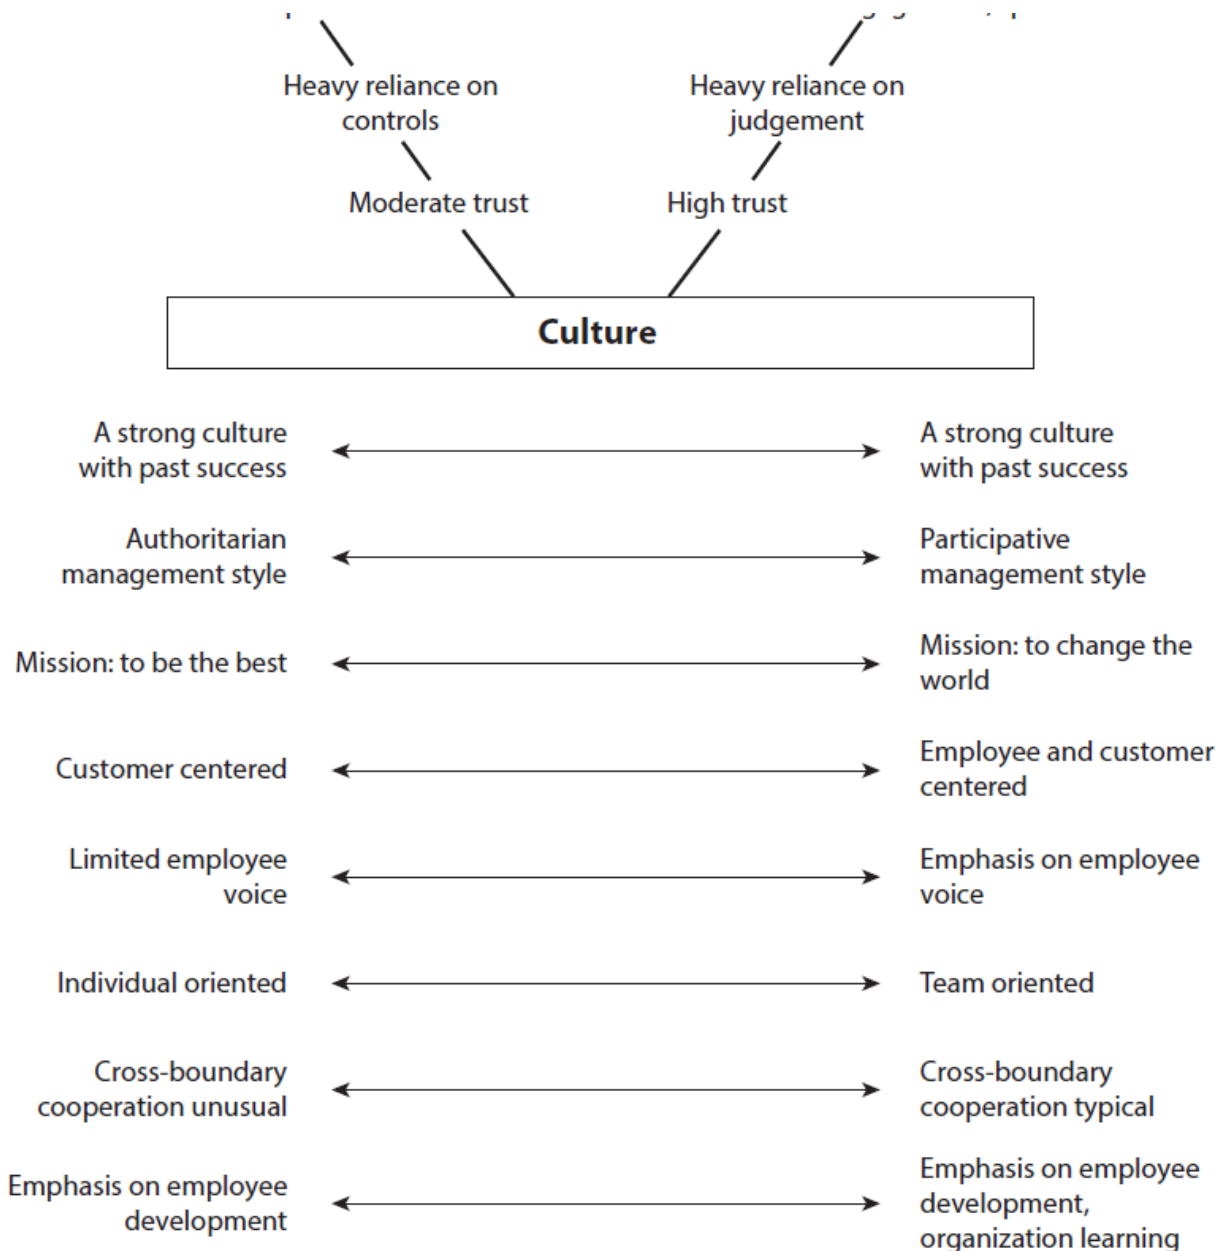 Heavy reliance on
controls
Heavy reliance on
judgement
Moderate trust
High trust
Culture
A strong culture
with past success
A strong culture
with past success
Authoritarian
management style
Participative
management style
Mission: to be the best
Mission: to change the
world
Customer centered
Employee and customer
centered
Limited employee
voice
Emphasis on employee
voice
Individual oriented
Team oriented
Cross-boundary
cooperation unusual
Cross-boundary
cooperation typical
Emphasis on employee
development
Emphasis on employee
development,
organization learning